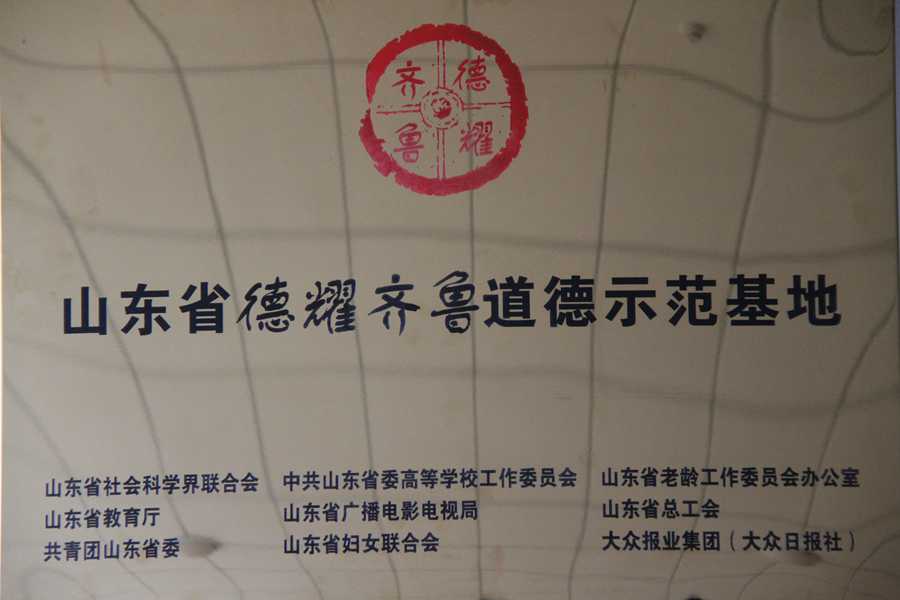 德耀
齐鲁
山东省德耀齐鲁道德示范基地
山东省社会科学界联合会
山东省教育厅
共青团山东省委
中共山东省委高等学校工作委员会
山东省广播电影电视局
山东省妇女联合会
山东省老龄工作委员会办公室
山东省总工会
大众报业集团（大众日报社）